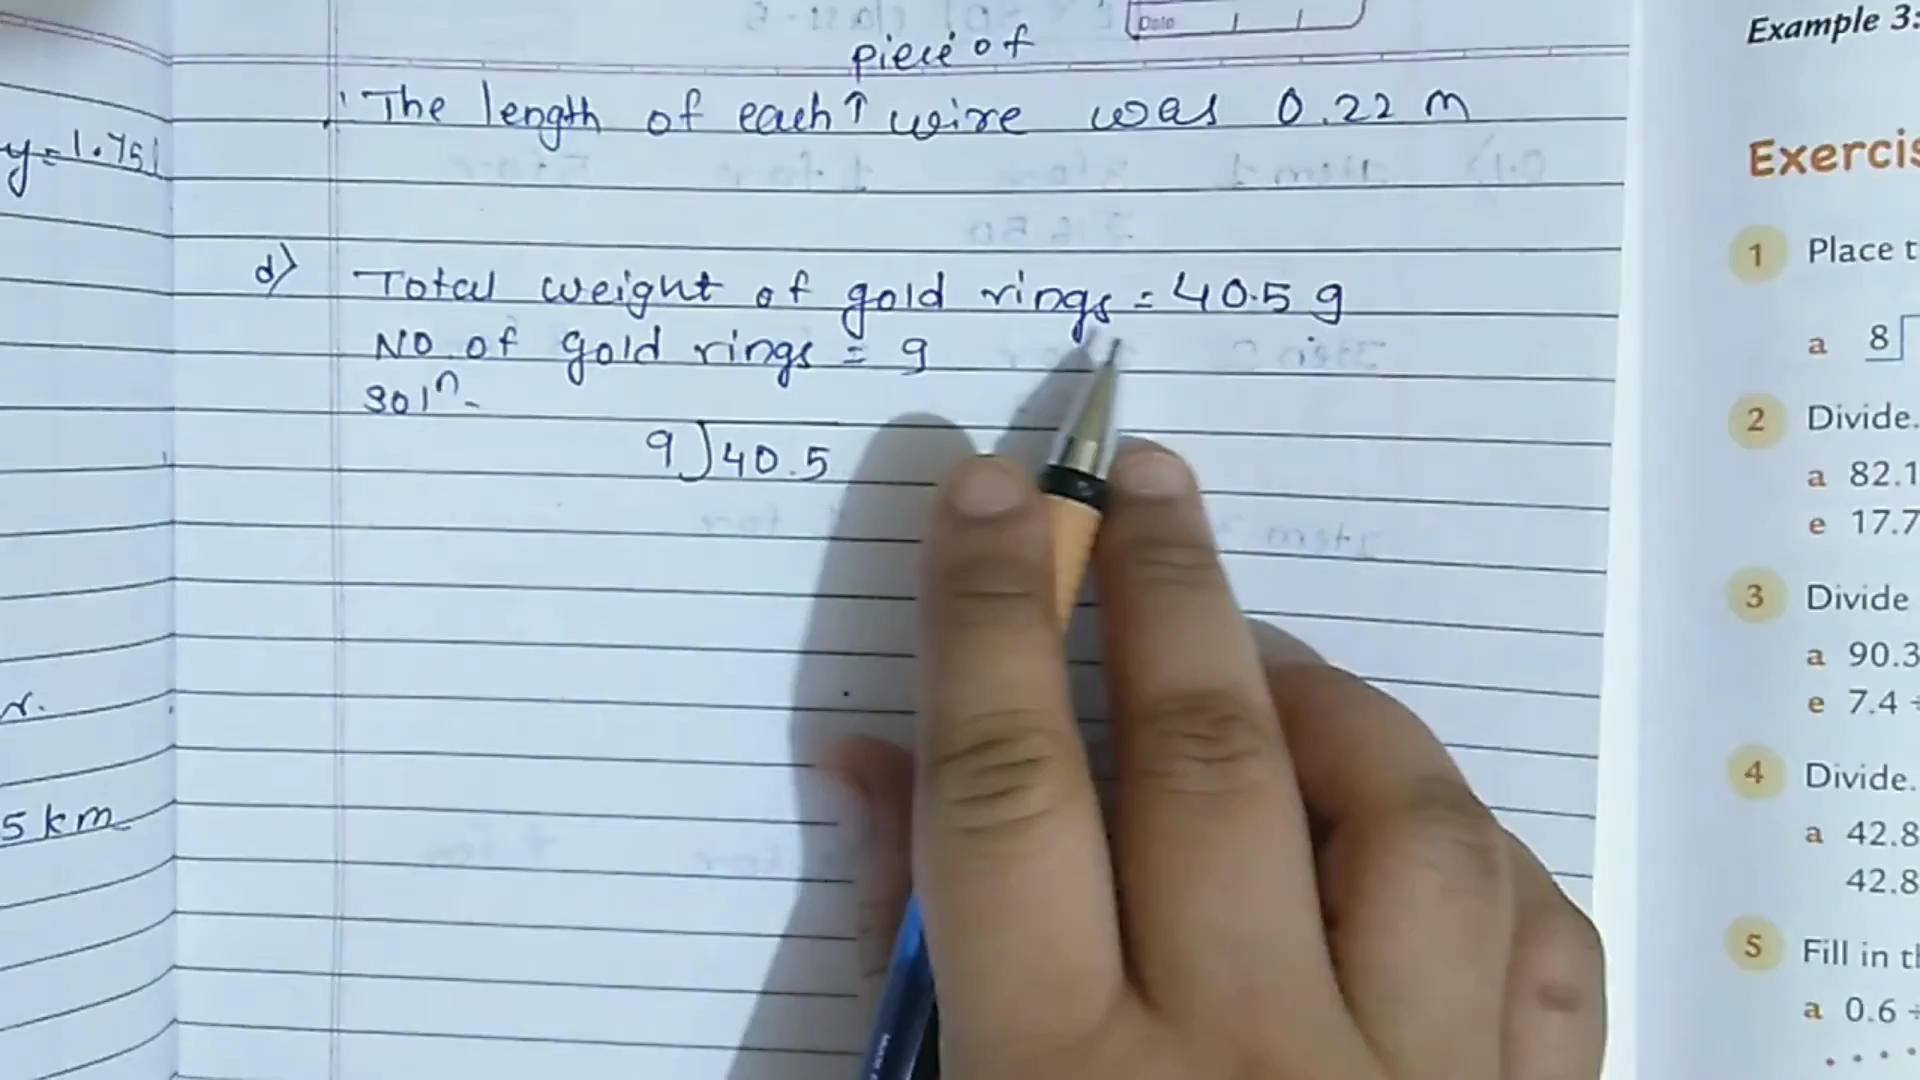 Date
piece of
The length of each↑ wire was 0.22 m
y = 1.75l
d) Total weight of gold rings = 40.5 g
No. of gold rings = 9
Solⁿ-
9)40.5
5 km
Example 3:
Exercis
1 Place t
a 8
2 Divide.
a 82.1
e 17.7
3 Divide
a 90.3
e 7.4 ÷
4 Divide.
a 42.8
42.8
5 Fill in th
a 0.6 ÷